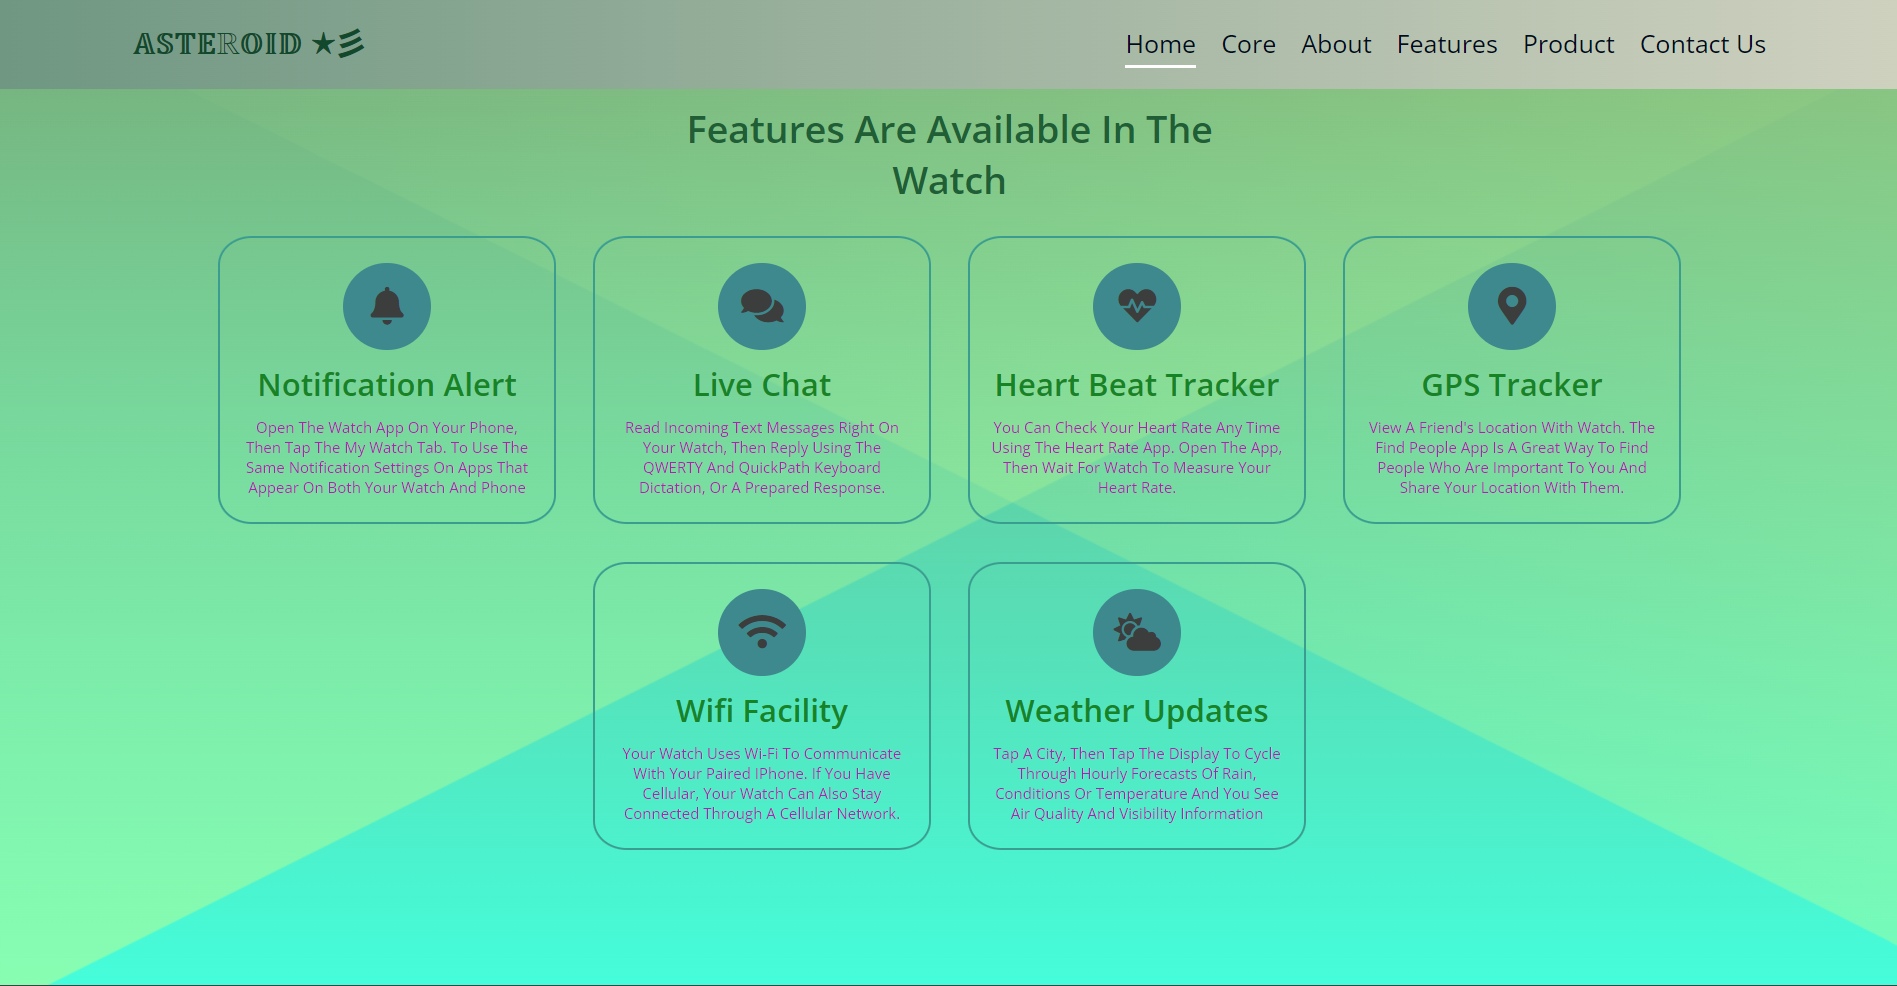 ASTEROID ★彡
Home Core About Features Product Contact Us
Features Are Available In The
Watch
Notification Alert
Open The Watch App On Your Phone,
Then Tap The My Watch Tab. To Use The
Same Notification Settings On Apps That
Appear On Both Your Watch And Phone
Live Chat
Read Incoming Text Messages Right On
Your Watch, Then Reply Using The
QWERTY And QuickPath Keyboard
Dictation, Or A Prepared Response.
Heart Beat Tracker
You Can Check Your Heart Rate Any Time
Using The Heart Rate App. Open The App,
Then Wait For Watch To Measure Your
Heart Rate.
GPS Tracker
View A Friend's Location With Watch. The
Find People App Is A Great Way To Find
People Who Are Important To You And
Share Your Location With Them.
Wifi Facility
Your Watch Uses Wi-Fi To Communicate
With Your Paired IPhone. If You Have
Cellular, Your Watch Can Also Stay
Connected Through A Cellular Network.
Weather Updates
Tap A City, Then Tap The Display To Cycle
Through Hourly Forecasts Of Rain,
Conditions Or Temperature And You See
Air Quality And Visibility Information